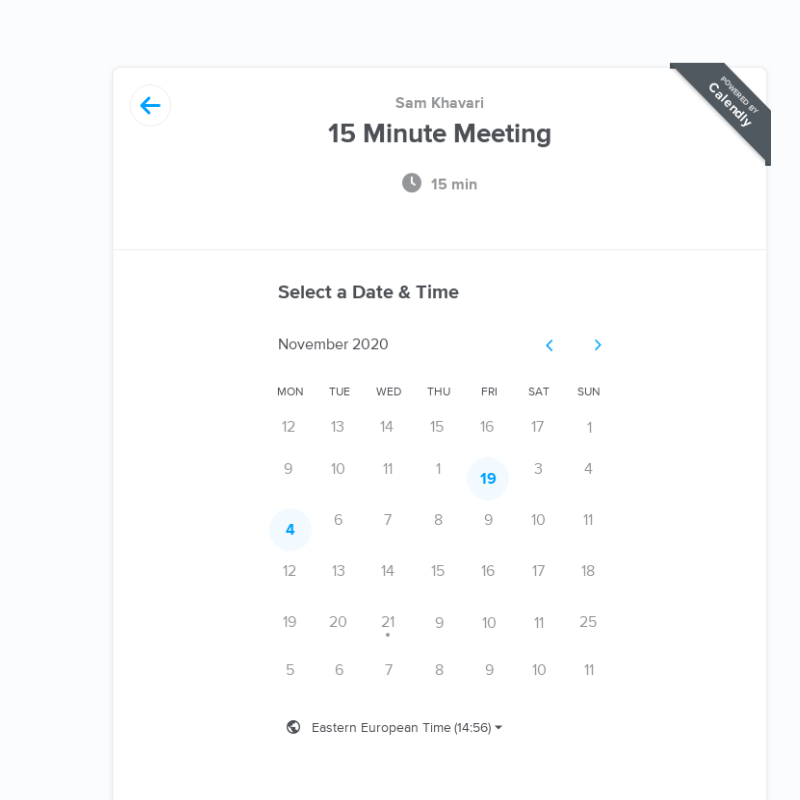 POWERED BY
Calendly
Sam Khavari
15 Minute Meeting
15 min
Select a Date & Time
November 2020
MON TUE WED THU FRI SAT SUN
12 13 14 15 16 17 1
9 10 11 1 19 3 4
4 6 7 8 9 10 11
12 13 14 15 16 17 18
19 20 21 9 10 11 25
5 6 7 8 9 10 11
Eastern European Time (14:56)